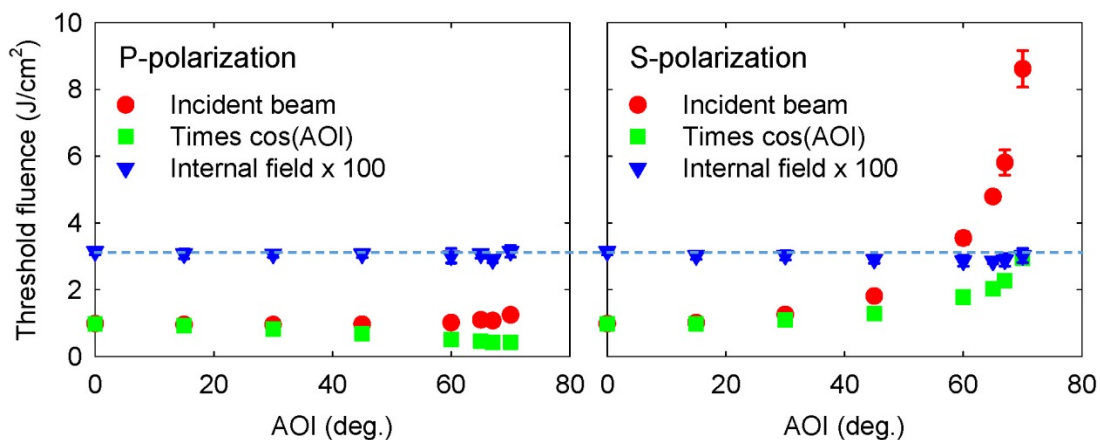 Threshold fluence (J/cm²)
10
8
6
4
2
0
P-polarization
Incident beam
Times cos(AOI)
Internal field x 100
0 20 40 60 80
AOI (deg.)
S-polarization
Incident beam
Times cos(AOI)
Internal field x 100
0 20 40 60 80
AOI (deg.)